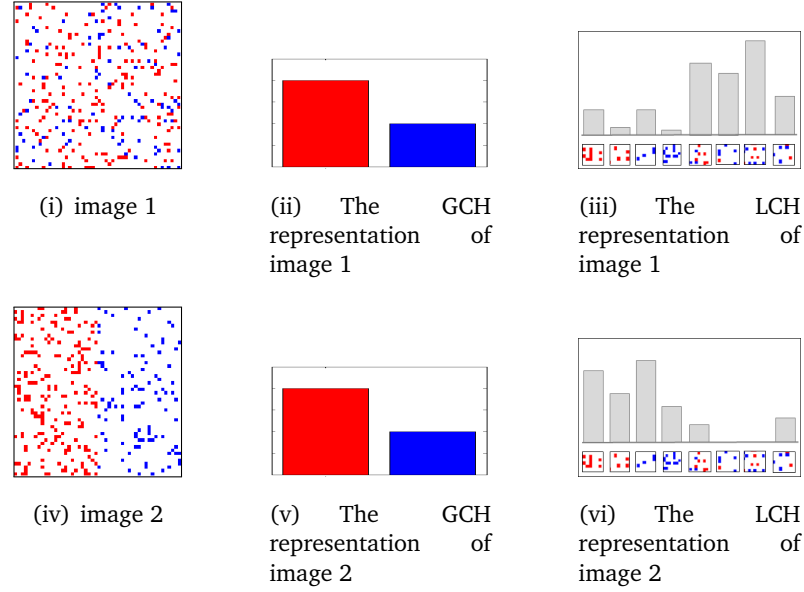 (i) image 1
(ii) The GCH
representation of
image 1
(iii) The LCH
representation of
image 1
(iv) image 2
(v) The GCH
representation of
image 2
(vi) The LCH
representation of
image 2